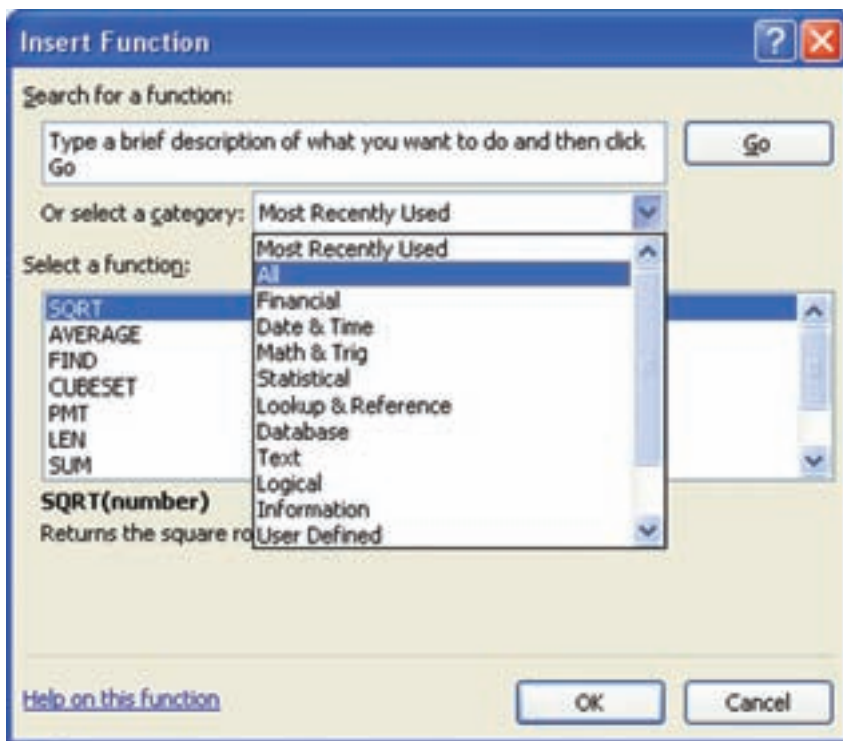 Insert Function
Search for a function:
Type a brief description of what you want to do and then click
Go
Go
Or select a category: Most Recently Used
Most Recently Used
All
Financial
Date & Time
Math & Trig
Statistical
Lookup & Reference
Database
Text
Logical
Information
User Defined
Select a function:
SQRT
AVERAGE
FIND
CUBESET
PMT
LEN
SUM
SQRT(number)
Returns the square
Help on this function
OK
Cancel